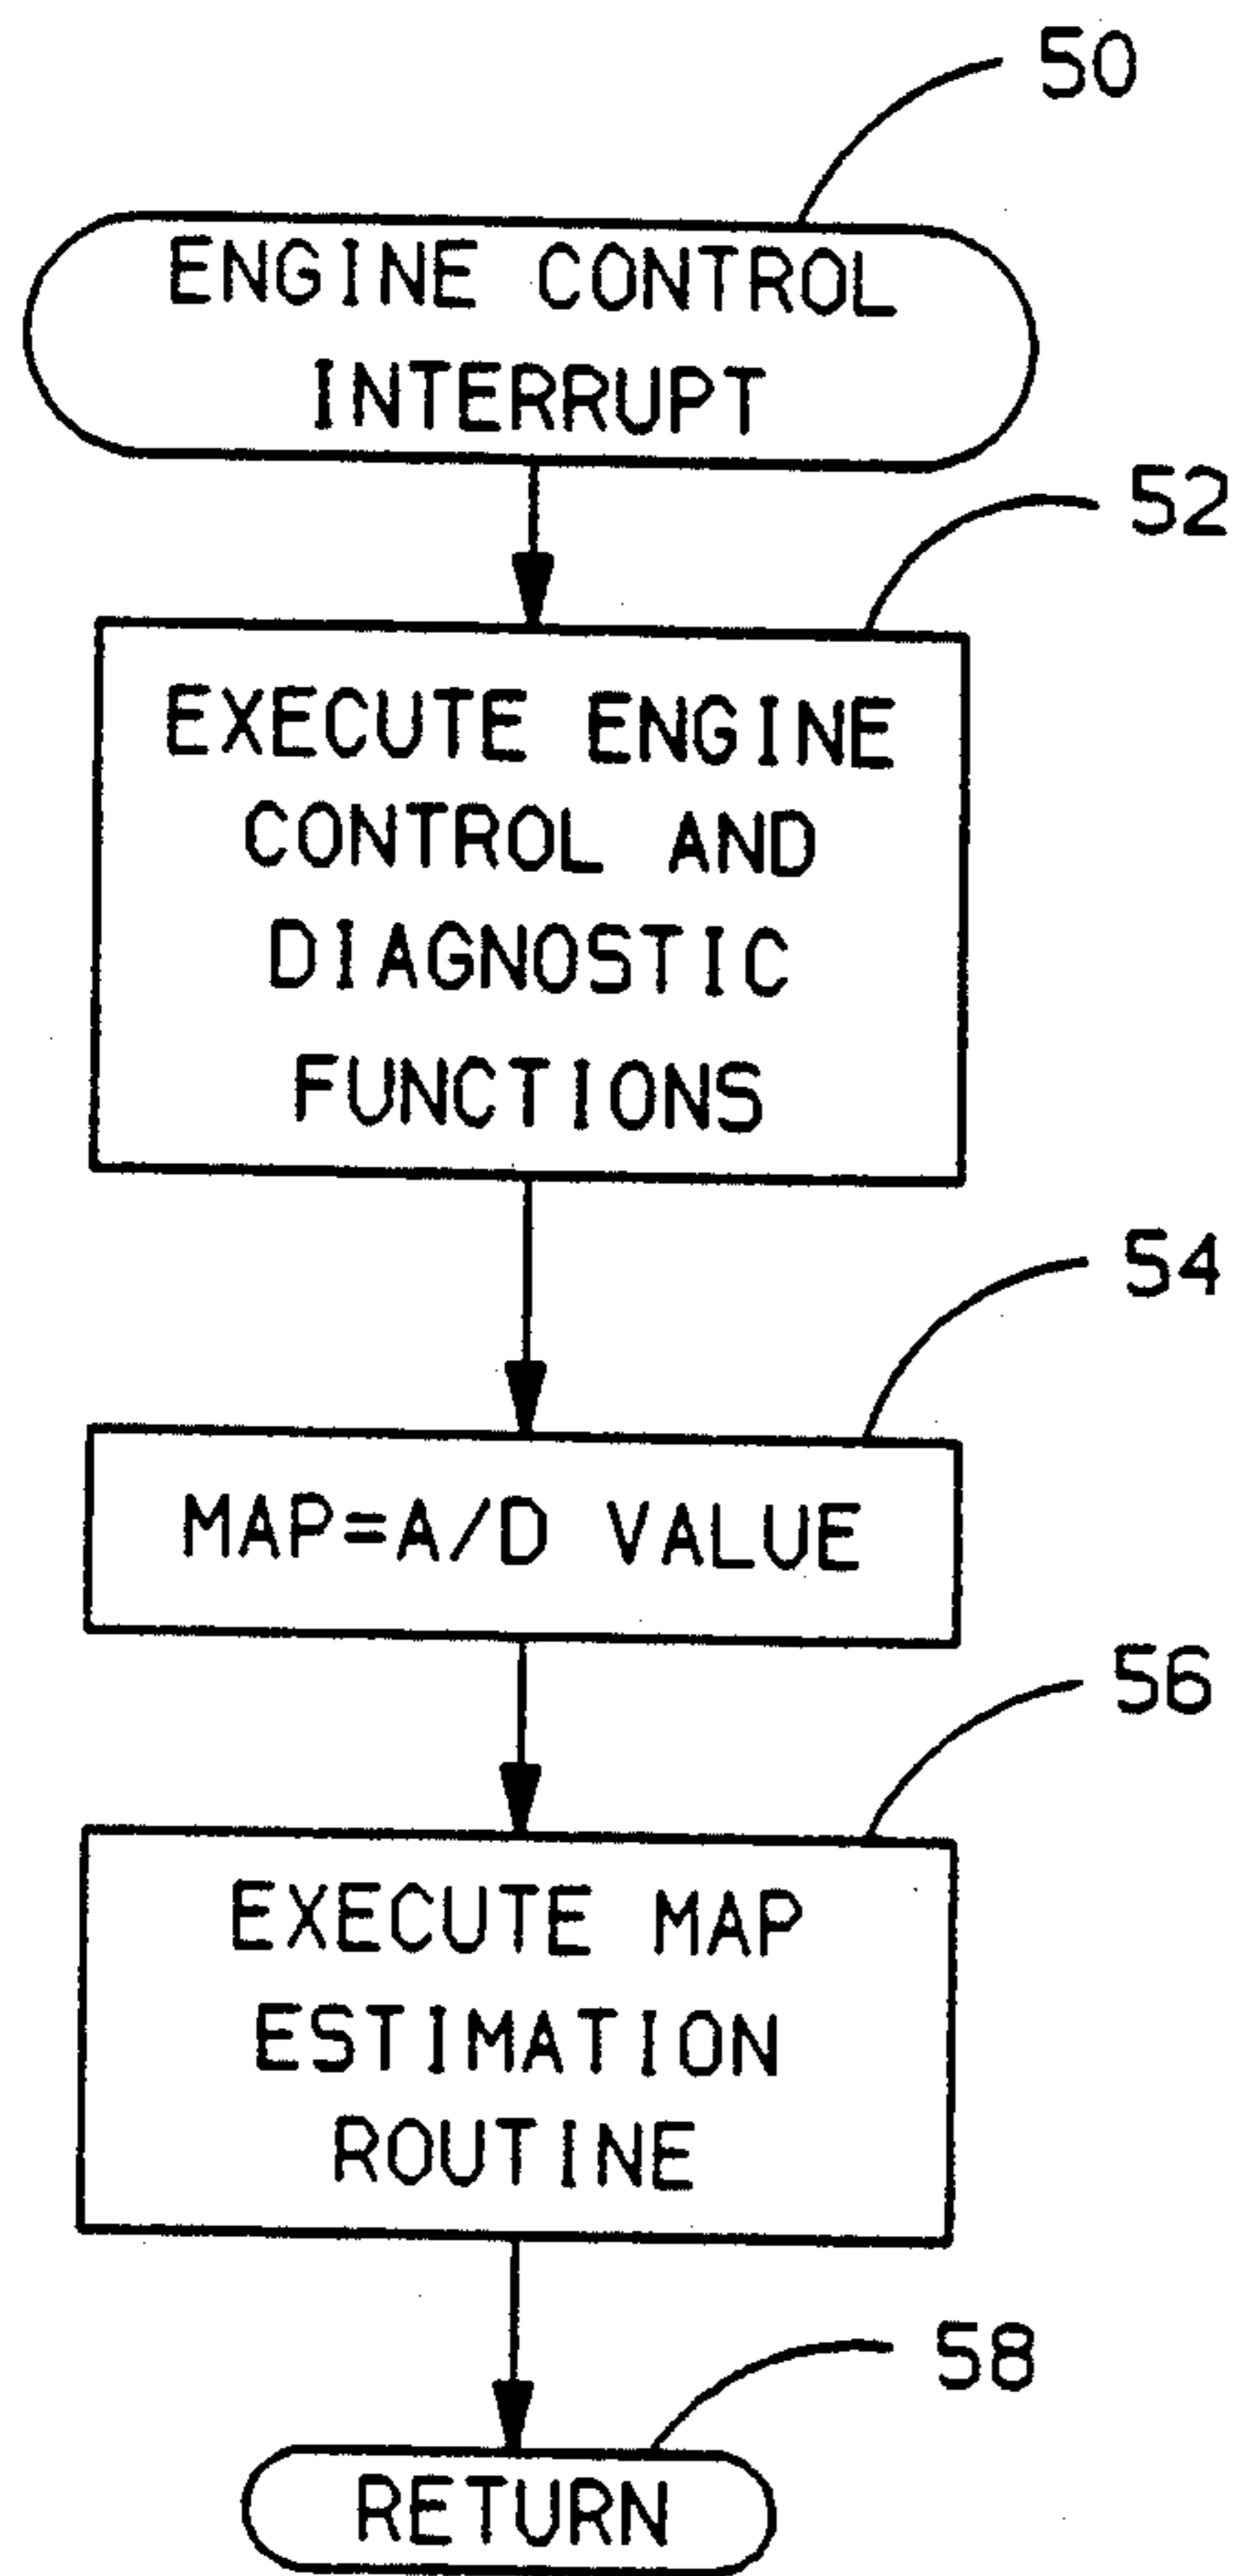 50
ENGINE CONTROL
INTERRUPT
52
EXECUTE ENGINE
CONTROL AND
DIAGNOSTIC
FUNCTIONS
54
MAP=A/D VALUE
56
EXECUTE MAP
ESTIMATION
ROUTINE
58
RETURN